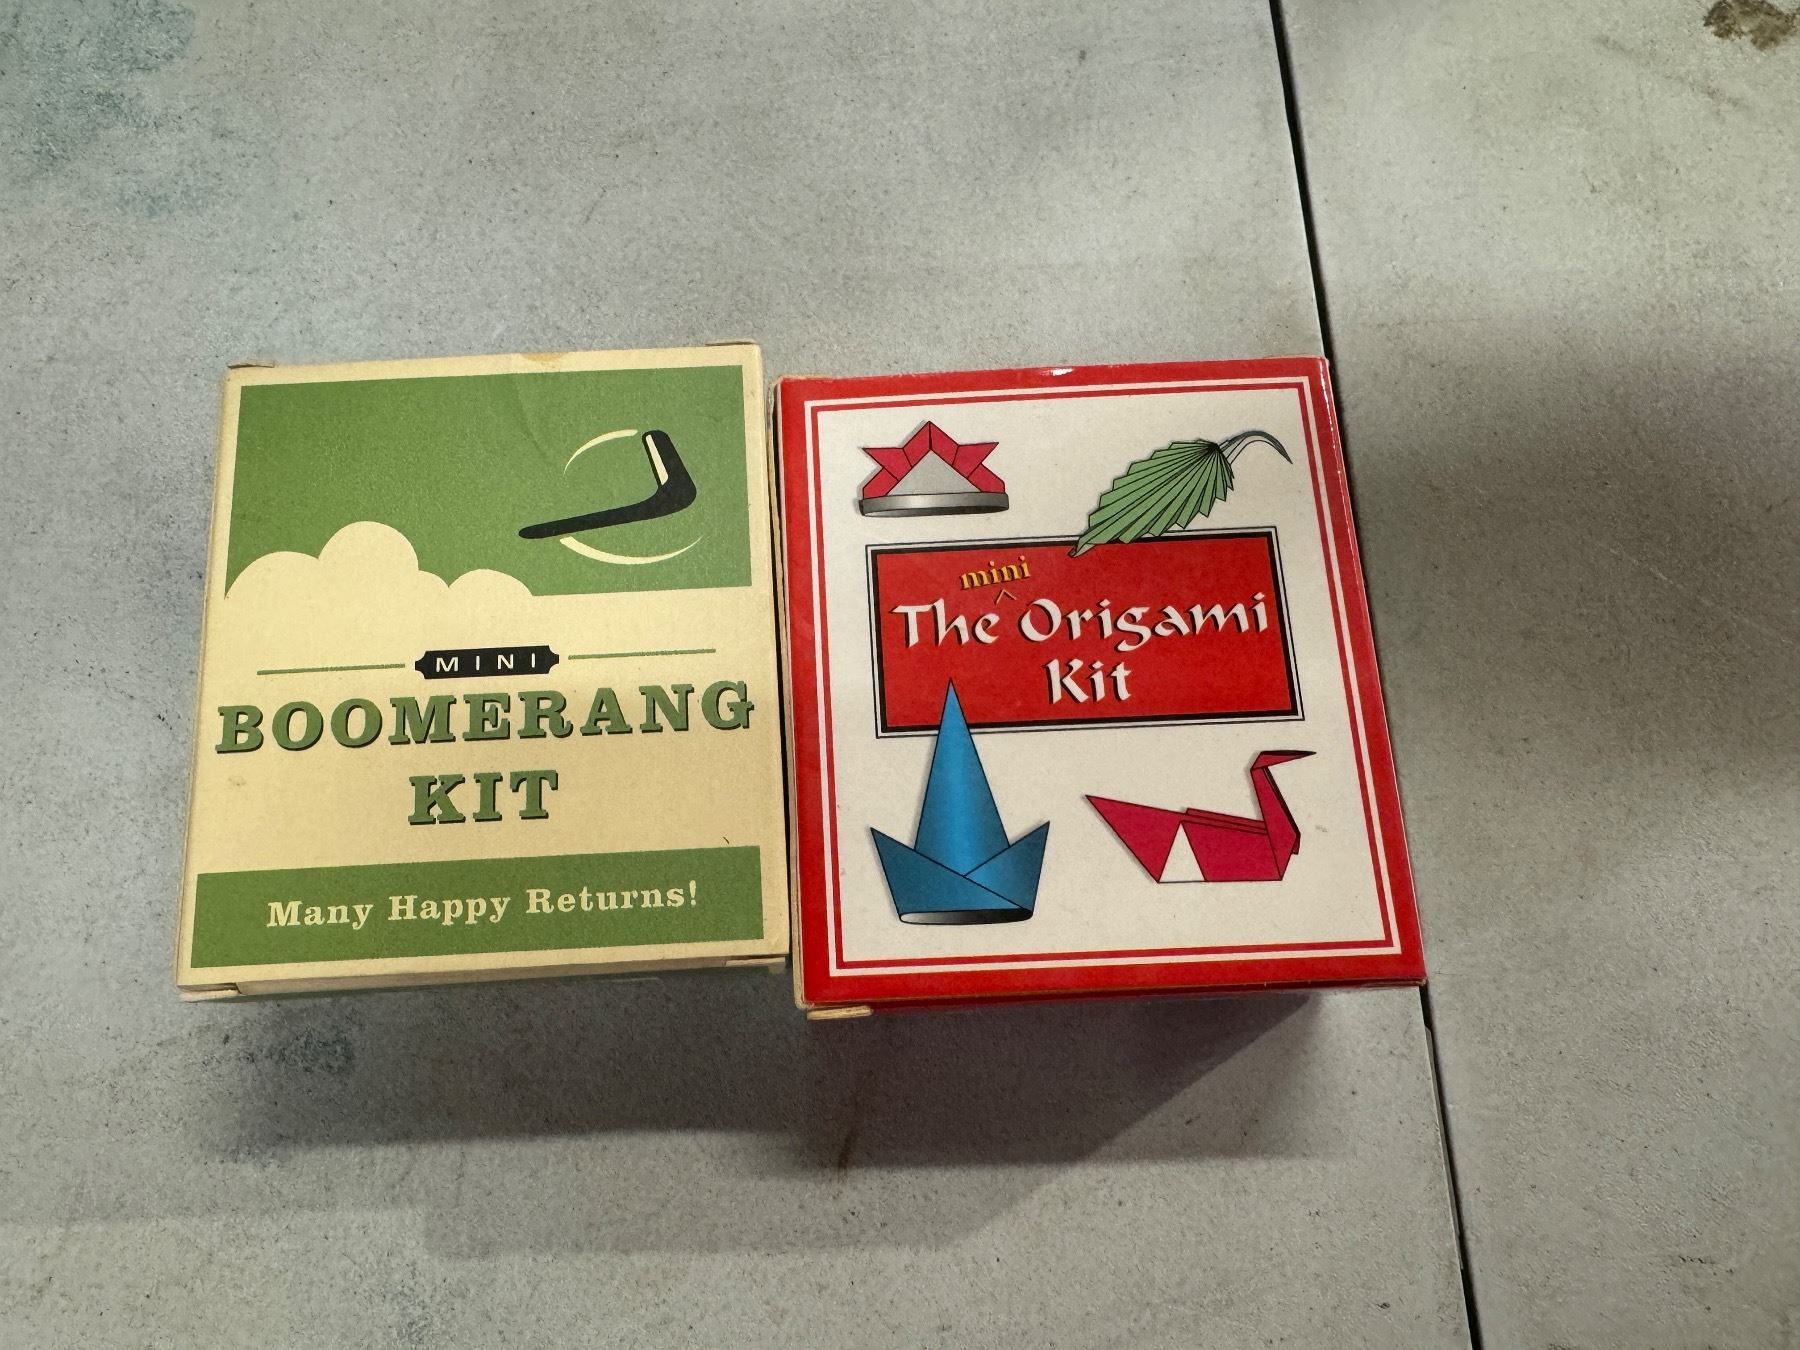 MINI
BOOMERANG
KIT
Many Happy Returns!
mini
The ^ Origami
Kit